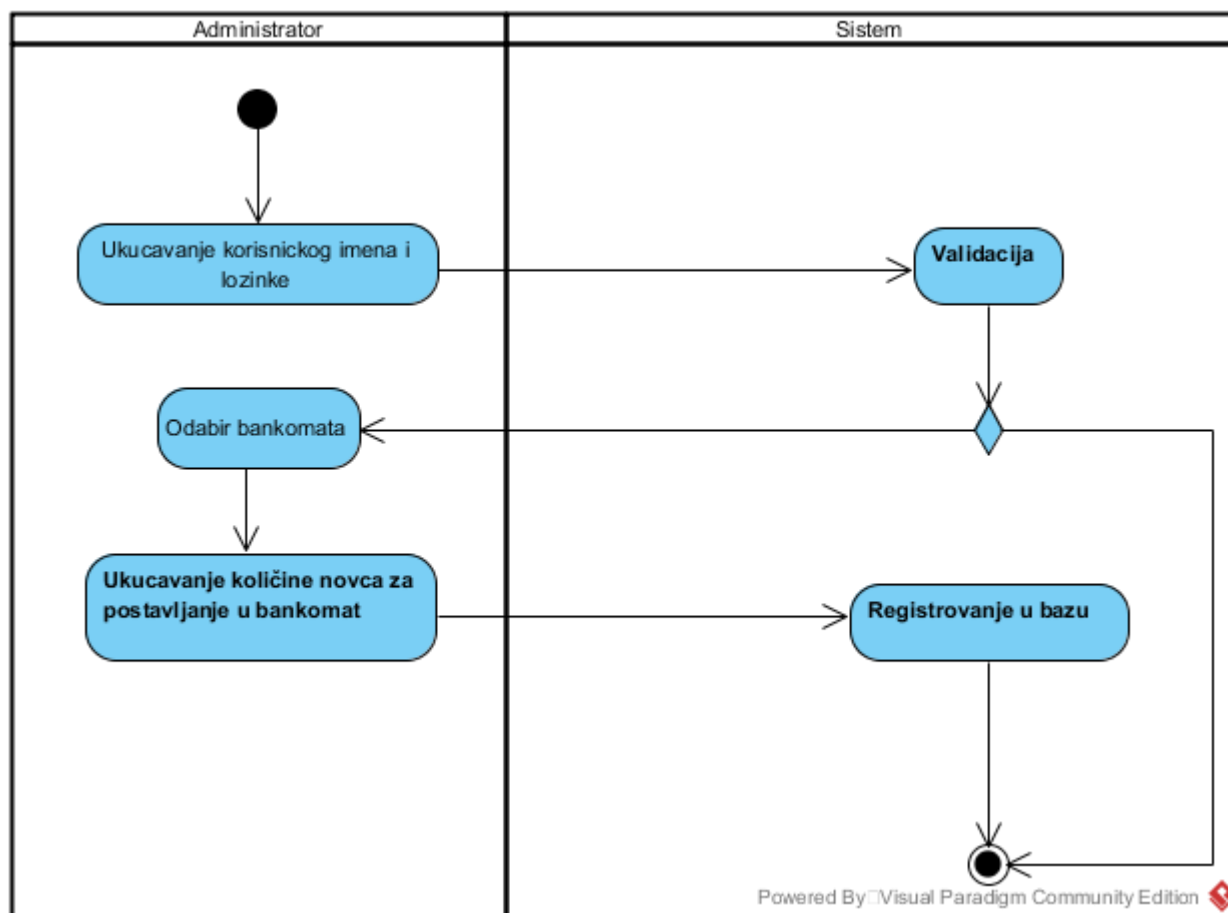 Administrator
Sistem
Ukucavanje korisnickog imena i
lozinke
Validacija
Odabir bankomata
Ukucavanje količine novca za
postavljanje u bankomat
Registrovanje u bazu
Powered By Visual Paradigm Community Edition